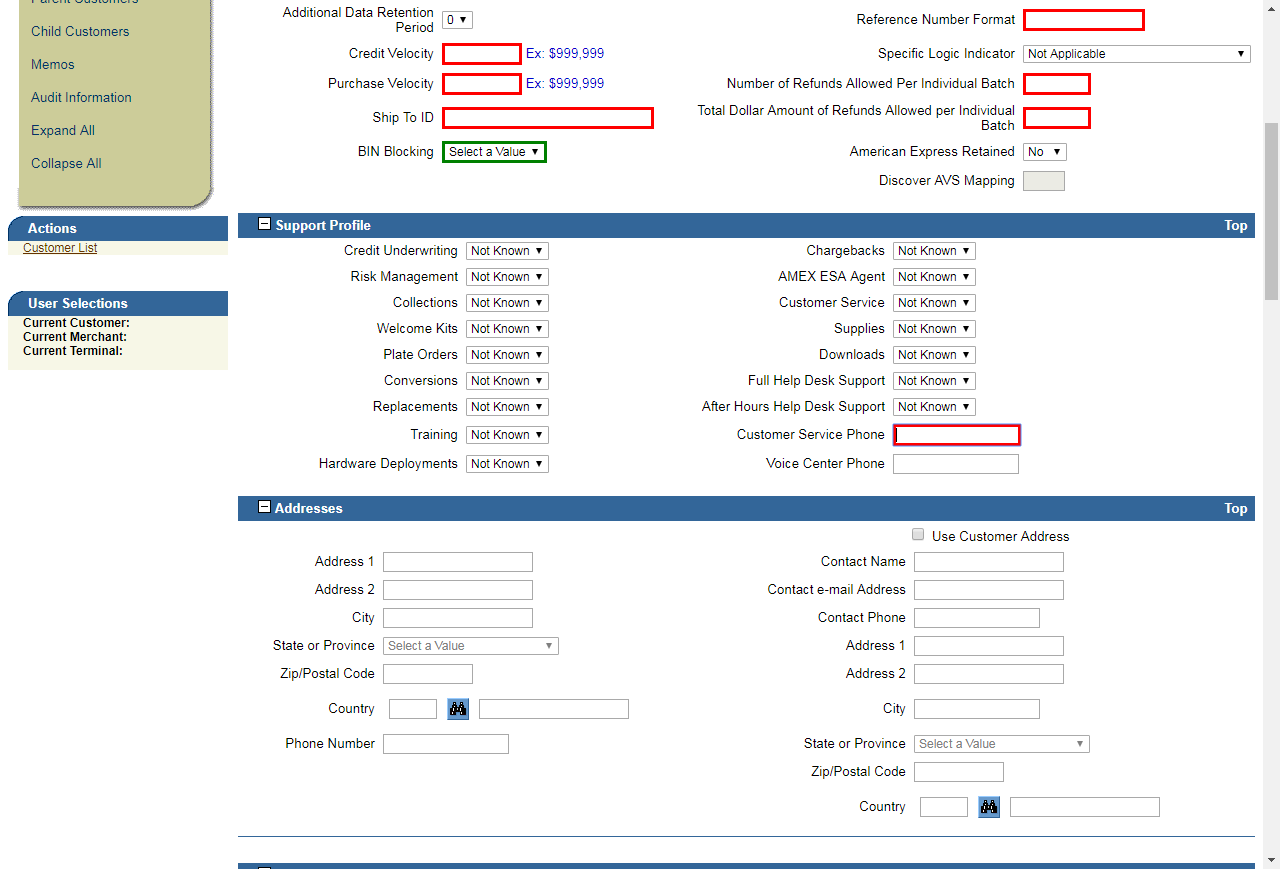 Parent Customers
Child Customers
Memos
Audit Information
Expand All
Collapse All
Actions
Customer List
User Selections
Current Customer:
Current Merchant:
Current Terminal:
Additional Data Retention
Period 0
Credit Velocity Ex: $999,999
Purchase Velocity Ex: $999,999
Ship To ID
BIN Blocking Select a Value
Reference Number Format
Specific Logic Indicator Not Applicable
Number of Refunds Allowed Per Individual Batch
Total Dollar Amount of Refunds Allowed per Individual
Batch
American Express Retained No
Discover AVS Mapping
Support Profile Top
Credit Underwriting Not Known
Risk Management Not Known
Collections Not Known
Welcome Kits Not Known
Plate Orders Not Known
Conversions Not Known
Replacements Not Known
Training Not Known
Hardware Deployments Not Known
Chargebacks Not Known
AMEX ESA Agent Not Known
Customer Service Not Known
Supplies Not Known
Downloads Not Known
Full Help Desk Support Not Known
After Hours Help Desk Support Not Known
Customer Service Phone
Voice Center Phone
Addresses Top
Address 1
Address 2
City
State or Province Select a Value
Zip/Postal Code
Country
Phone Number
Use Customer Address
Contact Name
Contact e-mail Address
Contact Phone
Address 1
Address 2
City
State or Province Select a Value
Zip/Postal Code
Country